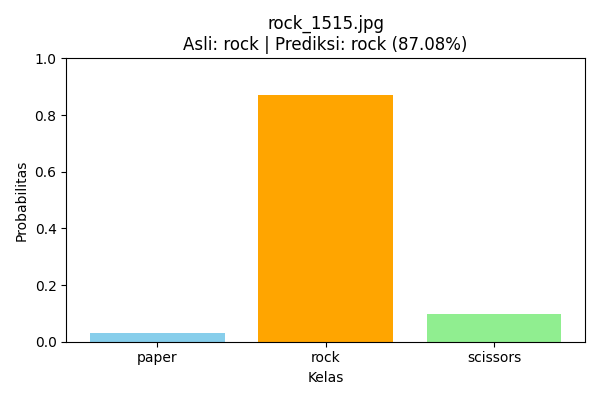 rock_1515.jpg
Asli: rock | Prediksi: rock (87.08%)
1.0
0.8
0.6
0.4
0.2
0.0
Probabilitas
paper rock scissors
Kelas